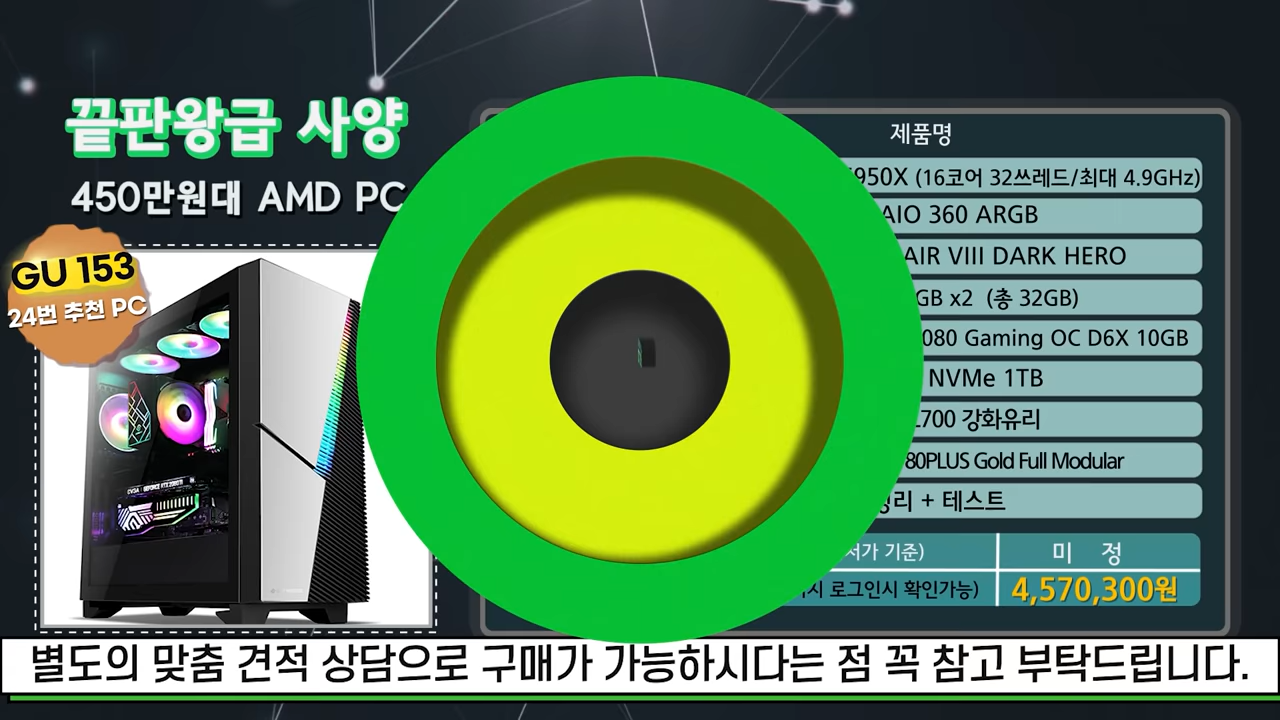 끝판왕급 사양
450만원대 AMD PC
GU 153
24번 추천 PC
제품명
950X (16코어 32쓰레드/최대 4.9GHz)
AIO 360 ARGB
AIR VIII DARK HERO
GB x2 (총 32GB)
080 Gaming OC D6X 10GB
NVMe 1TB
700 강화유리
80PLUS Gold Full Modular
+ 테스트
기준)
미 정
로그인시 확인가능)
4,570,300원
별도의 맞춤 견적 상담으로 구매가 가능하시다는 점 꼭 참고 부탁드립니다.